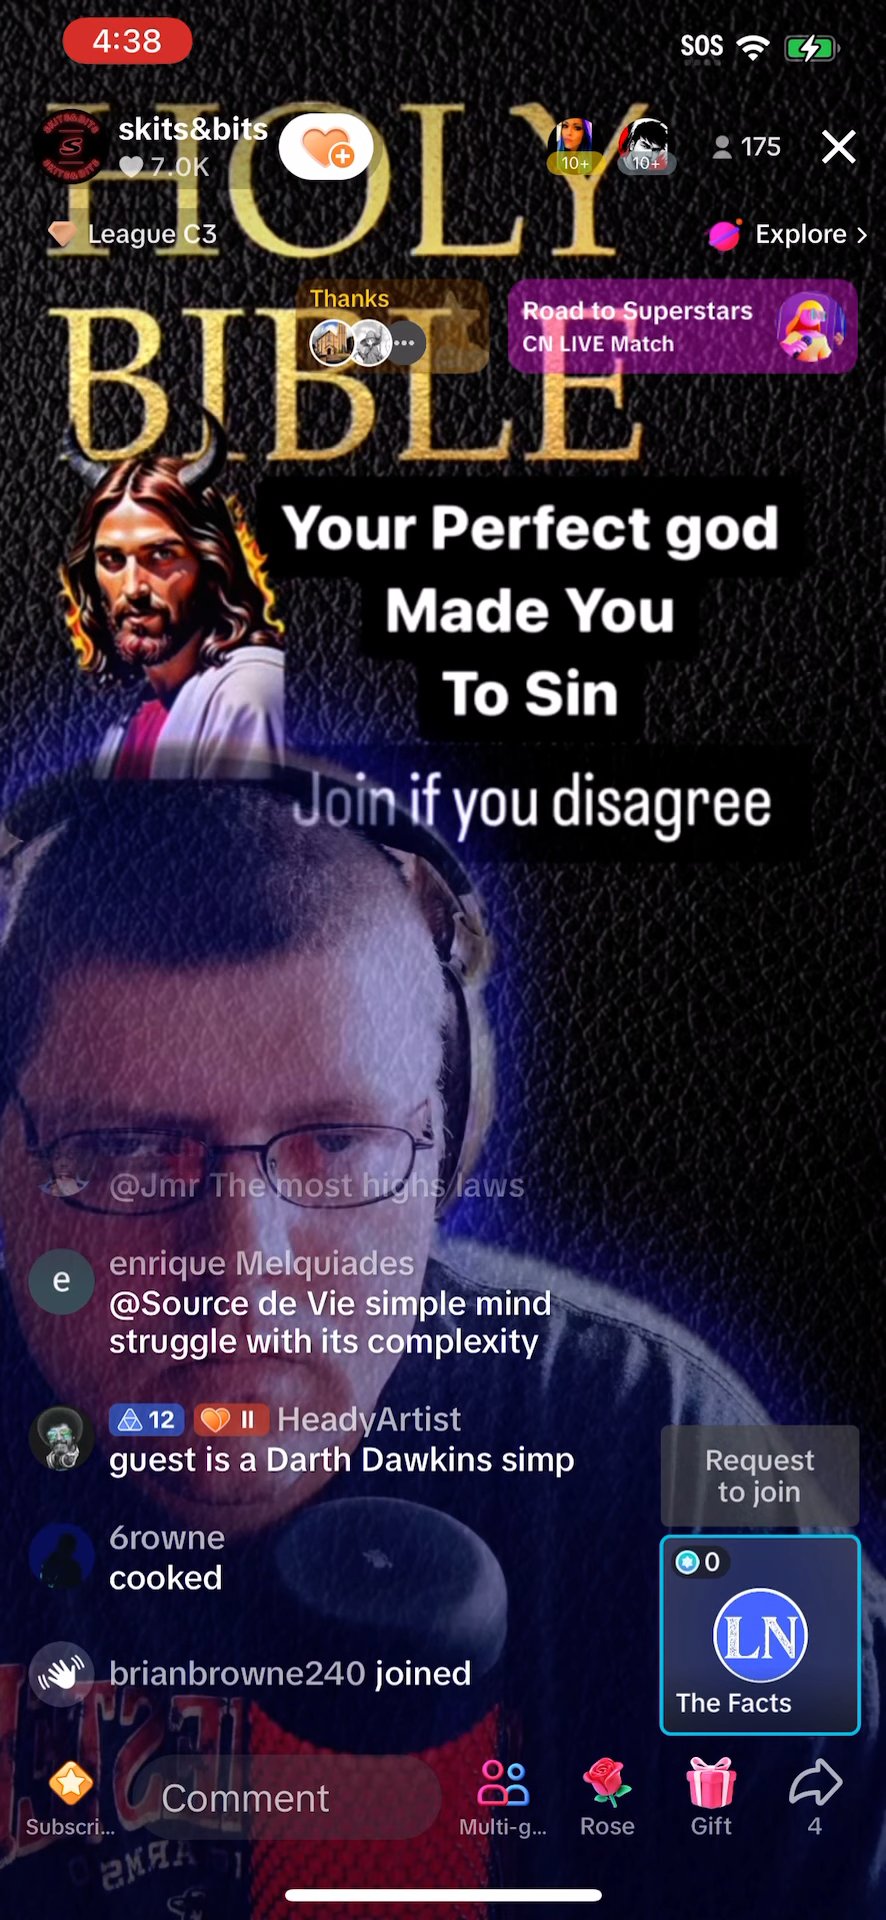 4:38
SOS
HOLY
skits&bits
7.0K
10+
10+
175
League C3
Explore >
BIBLE
Thanks
Road to Superstars
CN LIVE Match
Your Perfect god
Made You
To Sin
Join if you disagree
@Jmr The most highs laws
e
enrique Melquiades
@Source de Vie simple mind
struggle with its complexity
12 II HeadyArtist
guest is a Darth Dawkins simp
Request
to join
6rowne
cooked
0
LN
The Facts
brianbrowne240 joined
Subscri...
Comment
Multi-g...
Rose
Gift
4